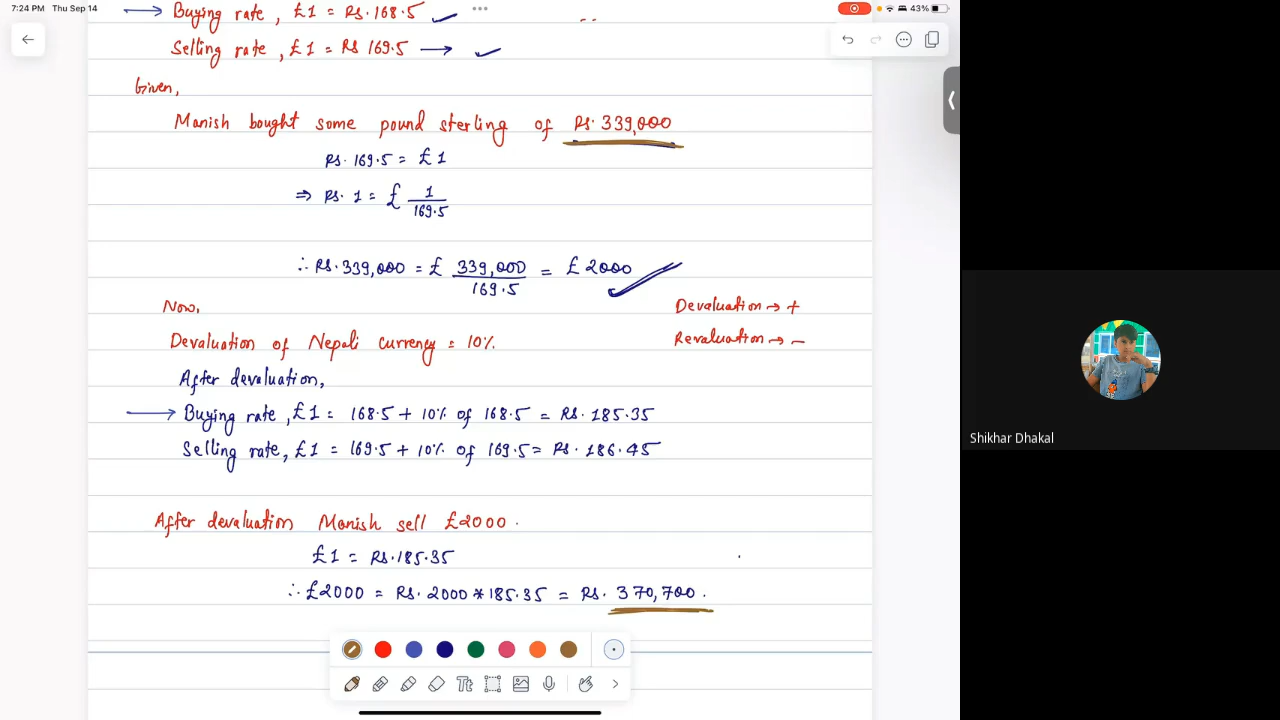 7:24 PM Thu Sep 14
43%
→ Buying rate, £1 = Rs.168.5 ✓
Selling rate, £1 = Rs 169.5 → ✓
Given,
Manish bought some pound sterling of Rs.339,000
Rs.169.5 = £1
⇒ Rs. 1 = £ 1/169.5
∴ Rs.339,000 = £ 339,000/169.5 = £2000 ✓
Now,
Devaluation → +
Revaluation → −
Devaluation of Nepali currency = 10%
After devaluation,
→ Buying rate, £1 = 168.5 + 10% of 168.5 = Rs.185.35
Selling rate, £1 = 169.5 + 10% of 169.5 = Rs.186.45
After devaluation Manish sell £2000.
£1 = Rs.185.35
∴ £2000 = Rs. 2000*185.35 = Rs. 370,700.
Tt
Shikhar Dhakal